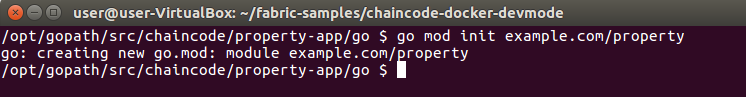 user@user-VirtualBox: ~/fabric-samples/chaincode-docker-devmode
/opt/gopath/src/chaincode/property-app/go $ go mod init example.com/property
go: creating new go.mod: module example.com/property
/opt/gopath/src/chaincode/property-app/go $